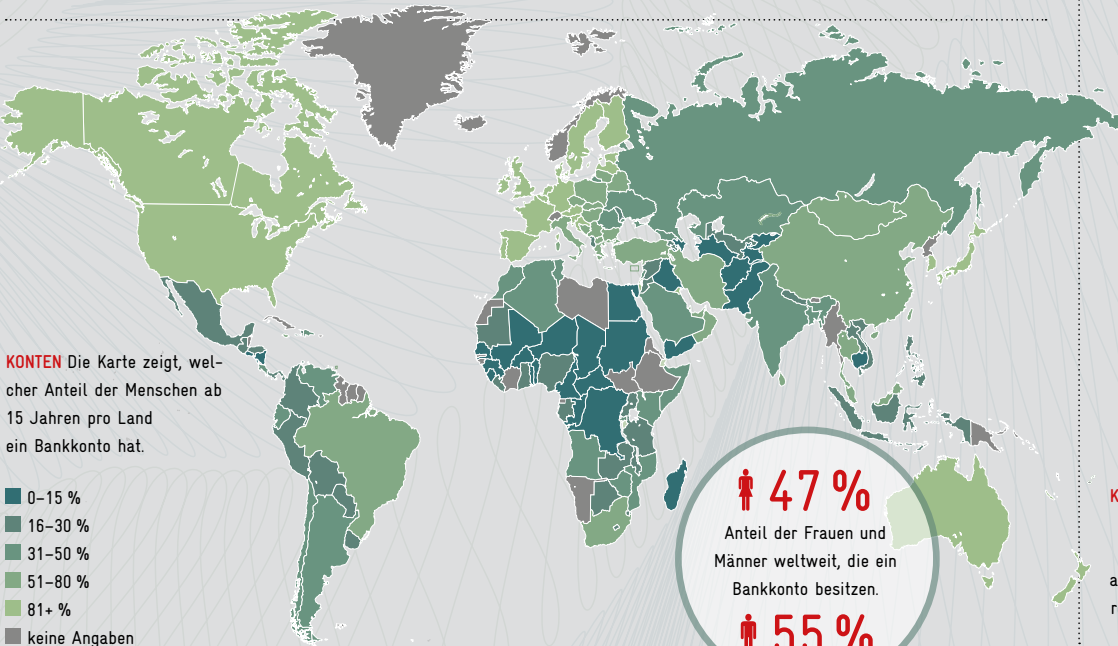 KONTEN Die Karte zeigt, wel-
cher Anteil der Menschen ab
15 Jahren pro Land
ein Bankkonto hat.
0–15 %
16–30 %
31–50 %
51–80 %
81+ %
keine Angaben
47 %
Anteil der Frauen und
Männer weltweit, die ein
Bankkonto besitzen.
55 %
K
a
r